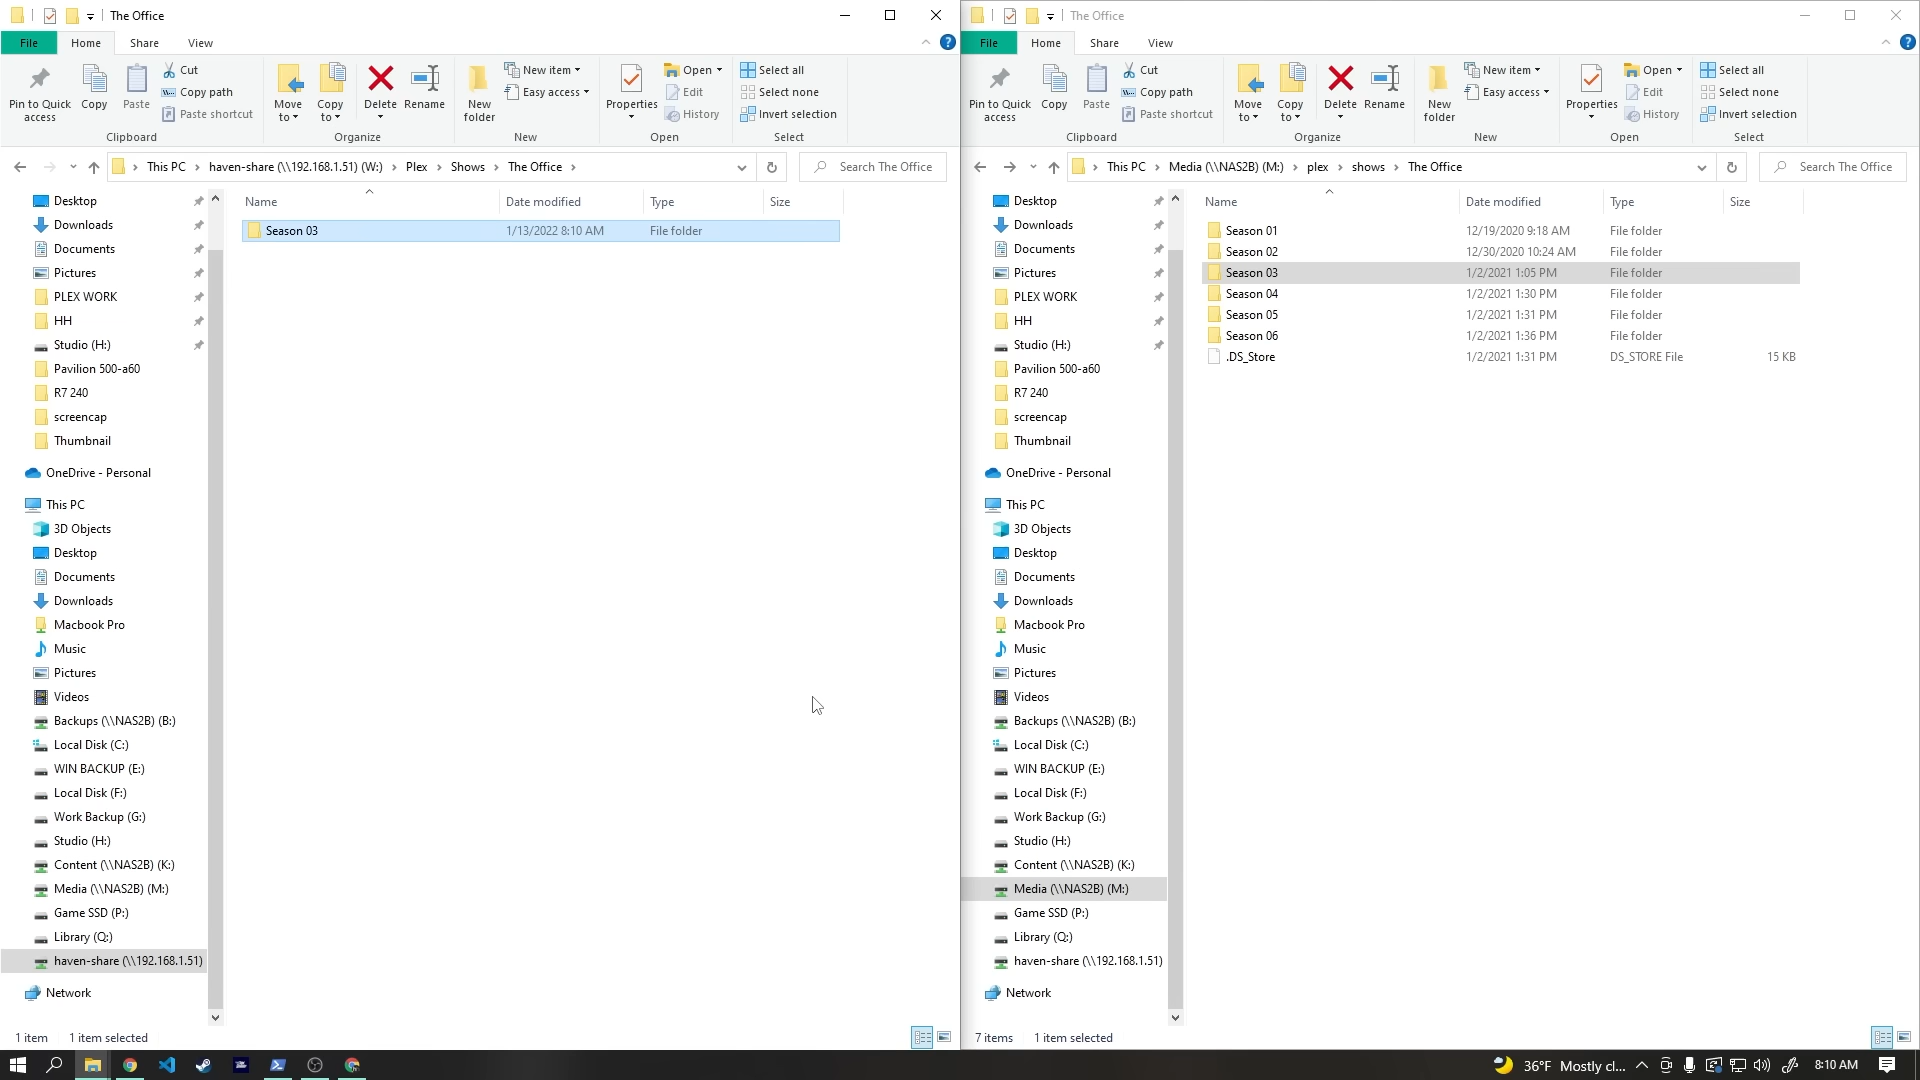 The Office
File Home Share View
Pin to Quick access
Copy
Paste
Cut
Copy path
Paste shortcut
Move to
Copy to
Delete
Rename
New folder
New item
Easy access
Properties
Open
Edit
History
Select all
Select none
Invert selection
Clipboard Organize New Open Select
This PC haven-share (\\192.168.1.51) (W:) Plex Shows The Office
Search The Office
Name Date modified Type Size
Season 03 1/13/2022 8:10 AM File folder
Desktop
Downloads
Documents
Pictures
PLEX WORK
HH
Studio (H:)
Pavilion 500-a60
R7 240
screencap
Thumbnail
OneDrive - Personal
This PC
3D Objects
Desktop
Documents
Downloads
Macbook Pro
Music
Pictures
Videos
Backups (\\NAS2B) (B:)
Local Disk (C:)
WIN BACKUP (E:)
Local Disk (F:)
Work Backup (G:)
Studio (H:)
Content (\\NAS2B) (K:)
Media (\\NAS2B) (M:)
Game SSD (P:)
Library (Q:)
haven-share (\\192.168.1.51)
Network
1 item 1 item selected
The Office
File Home Share View
Pin to Quick access
Copy
Paste
Cut
Copy path
Paste shortcut
Move to
Copy to
Delete
Rename
New folder
New item
Easy access
Properties
Open
Edit
History
Select all
Select none
Invert selection
Clipboard Organize New Open Select
This PC Media (\\NAS2B) (M:) plex shows The Office
Search The Office
Name Date modified Type Size
Season 01 12/19/2020 9:18 AM File folder
Season 02 12/30/2020 10:24 AM File folder
Season 03 1/2/2021 1:05 PM File folder
Season 04 1/2/2021 1:30 PM File folder
Season 05 1/2/2021 1:31 PM File folder
Season 06 1/2/2021 1:36 PM File folder
.DS_Store 1/2/2021 1:31 PM DS_STORE File 15 KB
Desktop
Downloads
Documents
Pictures
PLEX WORK
HH
Studio (H:)
Pavilion 500-a60
R7 240
screencap
Thumbnail
OneDrive - Personal
This PC
3D Objects
Desktop
Documents
Downloads
Macbook Pro
Music
Pictures
Videos
Backups (\\NAS2B) (B:)
Local Disk (C:)
WIN BACKUP (E:)
Local Disk (F:)
Work Backup (G:)
Studio (H:)
Content (\\NAS2B) (K:)
Media (\\NAS2B) (M:)
Game SSD (P:)
Library (Q:)
haven-share (\\192.168.1.51)
Network
7 items 1 item selected
36°F Mostly cl... 8:10 AM